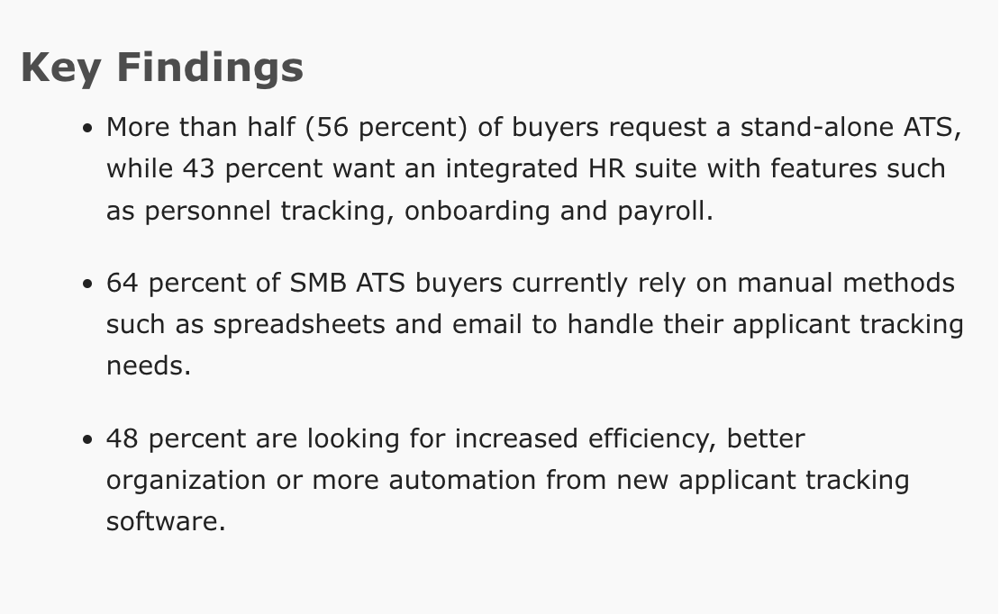 Key Findings
• More than half (56 percent) of buyers request a stand-alone ATS,
while 43 percent want an integrated HR suite with features such
as personnel tracking, onboarding and payroll.
• 64 percent of SMB ATS buyers currently rely on manual methods
such as spreadsheets and email to handle their applicant tracking
needs.
• 48 percent are looking for increased efficiency, better
organization or more automation from new applicant tracking
software.